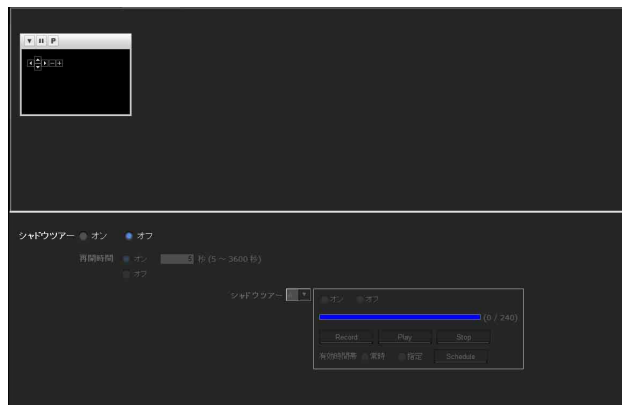 P
シャドウツアー オン オフ
再開時間 オン 5 秒 (5～ 3600 秒)
オフ
シャドウツアー
オン オフ
(0 / 240)
Record Play Stop
有効時間帯 常時 指定 Schedule